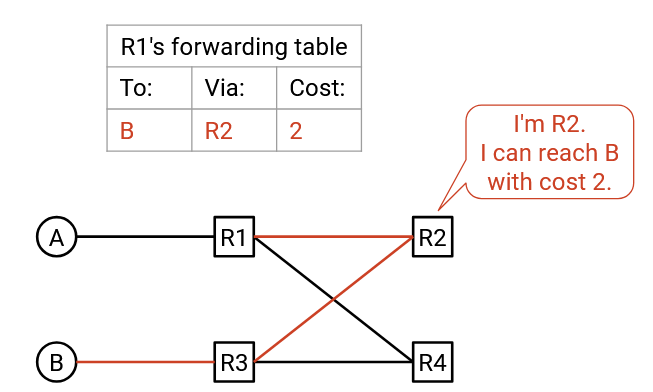 R1's forwarding table
To: Via: Cost:
B R2 2
I'm R2.
I can reach B
with cost 2.
A R1 R2
B R3 R4